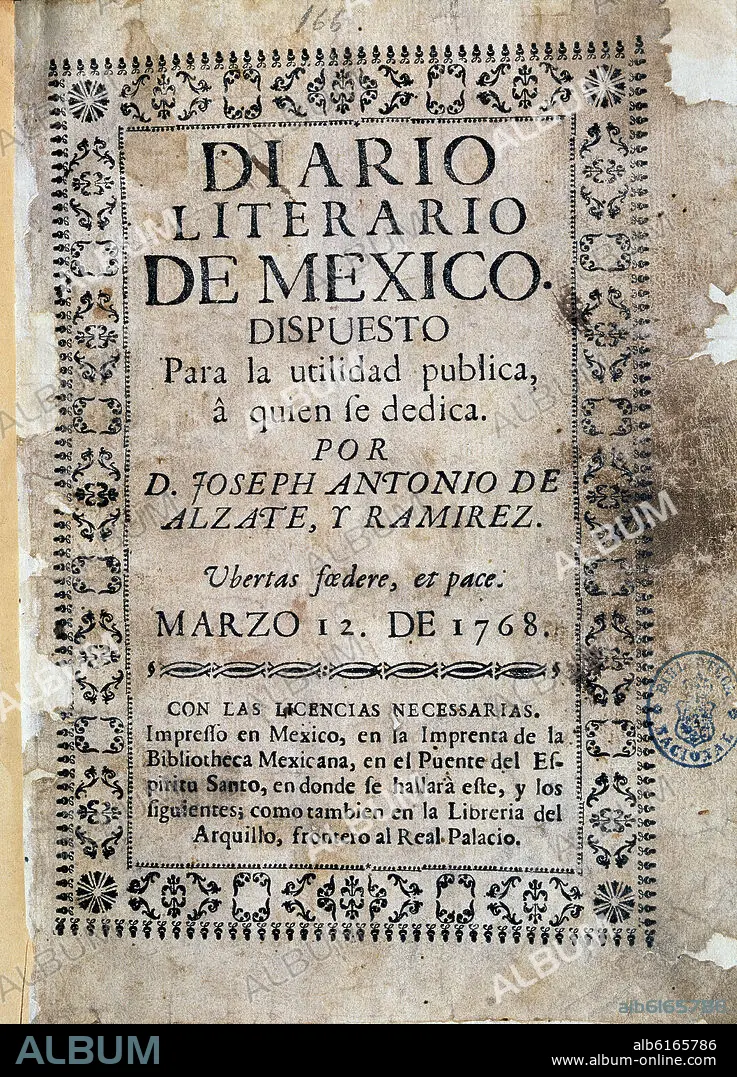 166.
DIARIO
LITERARIO
DE MEXICO.
DISPUESTO
Para la utilidad publica,
â quien ſe dedica.
POR
D. JOSEPH ANTONIO DE
ALZATE, Y RAMIREZ.
Ubertas fœdere, et pace.
MARZO 12. DE 1768.
CON LAS LICENCIAS NECESSARIAS.
Impreſſo en Mexico, en la Imprenta de la
Bibliotheca Mexicana, en el Puente del Eſ-
piritu Santo, en donde ſe hallarà eſte, y los
ſiguientes; como tambien en la Libreria del
Arquillo, frontero al Real Palacio.
BIBLIOTECA
NACIONAL
alb6165786
ALBUM
alb6165786
www.album-online.com